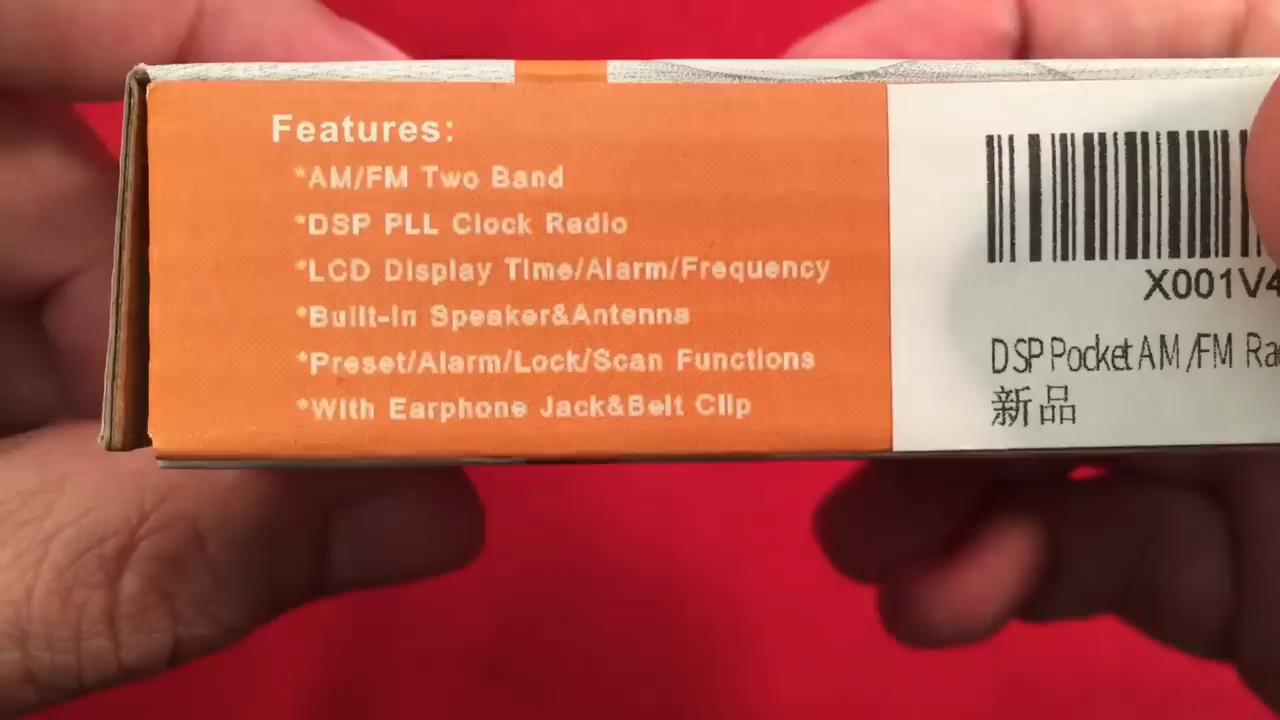 Features:
*AM/FM Two Band
*DSP PLL Clock Radio
*LCD Display Time/Alarm/Frequency
*Built-in Speaker&Antenna
*Preset/Alarm/Lock/Scan Functions
*With Earphone Jack&Belt Clip
X001V4
DSP Pocket AM/FM Ra
新品